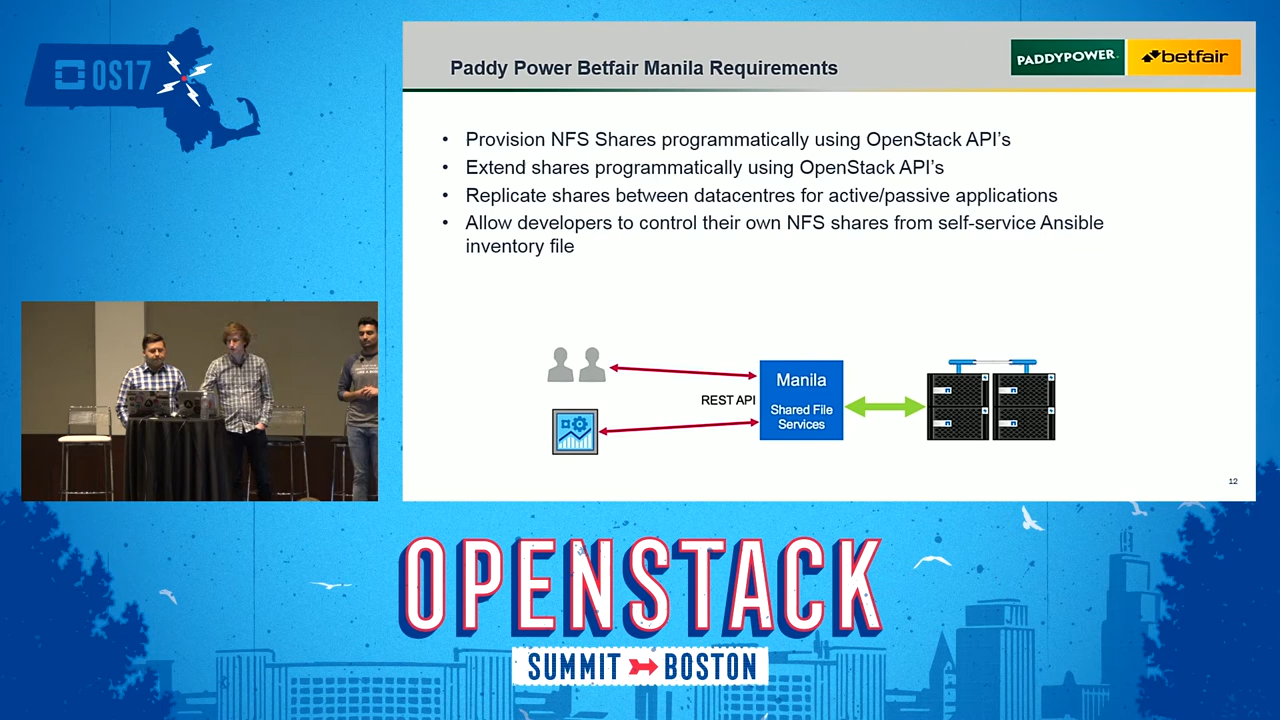 OS17
Paddy Power Betfair Manila Requirements
PADDYPOWER.
betfair
• Provision NFS Shares programmatically using OpenStack API's
• Extend shares programmatically using OpenStack API's
• Replicate shares between datacentres for active/passive applications
• Allow developers to control their own NFS shares from self-service Ansible
inventory file
REST API
Manila
Shared File
Services
12
OPENSTACK
SUMMIT BOSTON